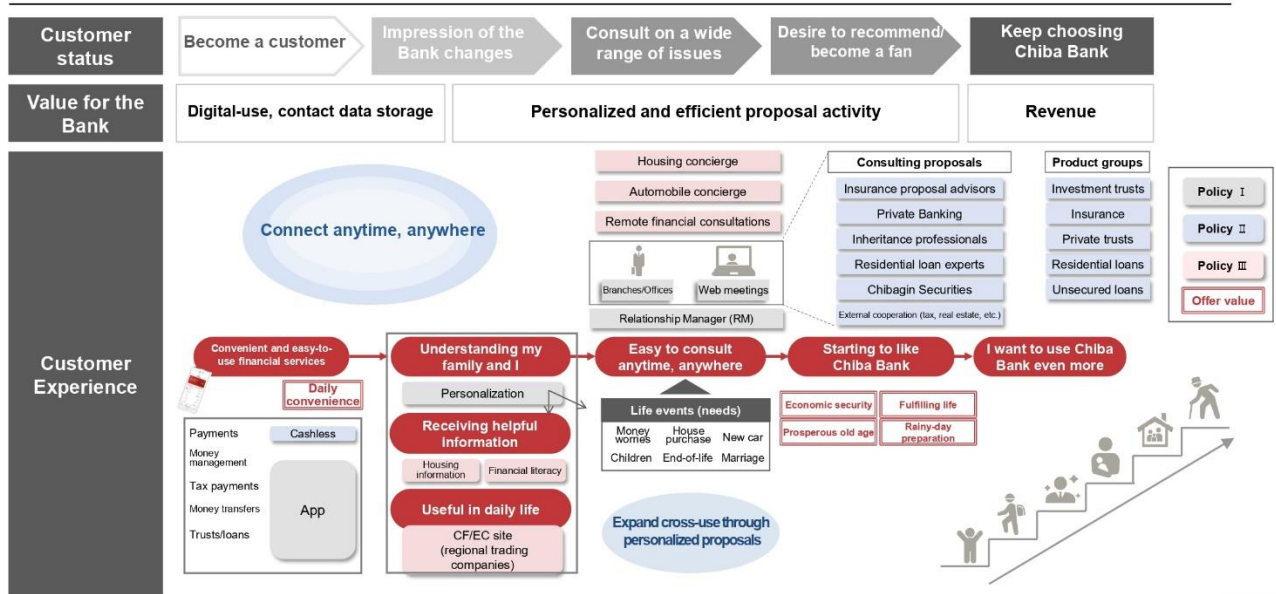 Customer
status
Become a customer
Impression of the
Bank changes
Consult on a wide
range of issues
Desire to recommend/
become a fan
Keep choosing
Chiba Bank
Value for the
Bank
Digital-use, contact data storage
Personalized and efficient proposal activity
Revenue
Customer
Experience
Connect anytime, anywhere
Housing concierge
Automobile concierge
Remote financial consultations
Branches/Offices
Web meetings
Relationship Manager (RM)
Consulting proposals
Insurance proposal advisors
Private Banking
Inheritance professionals
Residential loan experts
Chibagin Securities
External cooperation (tax, real estate, etc.)
Product groups
Investment trusts
Insurance
Private trusts
Residential loans
Unsecured loans
Policy Ⅰ
Policy Ⅱ
Policy Ⅲ
Offer value
Convenient and easy-to-
use financial services
Understanding my
family and I
Easy to consult
anytime, anywhere
Starting to like
Chiba Bank
I want to use Chiba
Bank even more
Daily
convenience
Payments
Cashless
Money
management
Tax payments
Money transfers
Trusts/loans
App
Personalization
Receiving helpful
information
Housing
information
Financial literacy
Useful in daily life
CF/EC site
(regional trading
companies)
Life events (needs)
Money
worries
House
purchase
New car
Children
End-of-life
Marriage
Expand cross-use through
personalized proposals
Economic security
Fulfilling life
Prosperous old age
Rainy-day
preparation